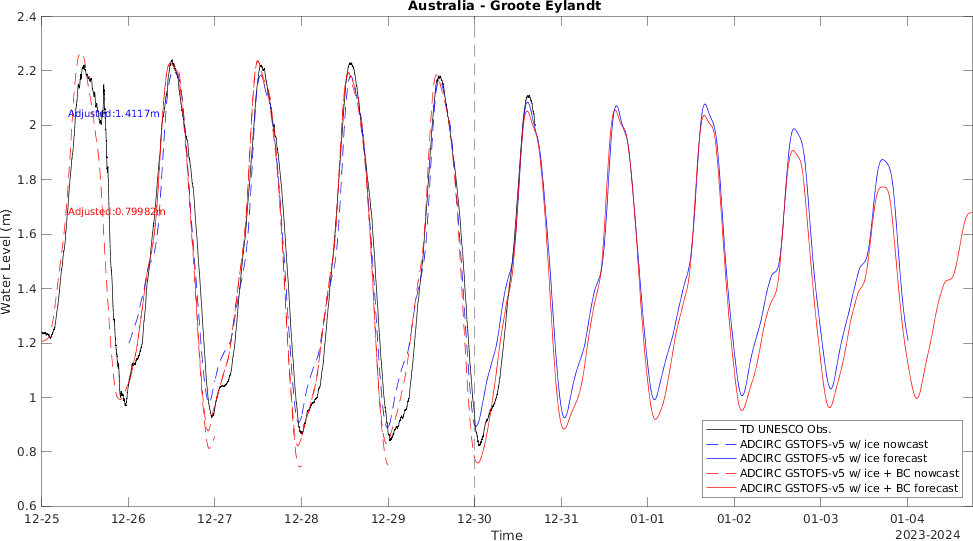 Australia - Groote Eylandt
2.4
2.2
2
1.8
1.6
1.4
1.2
1
0.8
0.6
Water Level (m)
Adjusted:1.4117m
Adjusted:0.79982m
TD UNESCO Obs.
ADCIRC GSTOFS-v5 w/ ice nowcast
ADCIRC GSTOFS-v5 w/ ice forecast
ADCIRC GSTOFS-v5 w/ ice + BC nowcast
ADCIRC GSTOFS-v5 w/ ice + BC forecast
12-25 12-26 12-27 12-28 12-29 12-30 12-31 01-01 01-02 01-03 01-04
Time
2023-2024